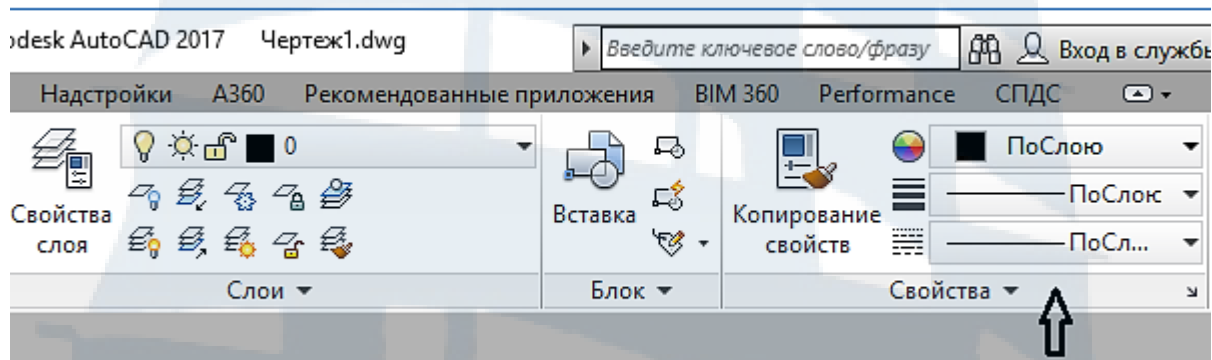 odesk AutoCAD 2017 Чертеж1.dwg
Введите ключевое слово/фразу
Вход в службы
Надстройки A360 Рекомендованные приложения BIM 360 Performance СПДС
0
ПоСлою
ПоСлою
ПоСл...
Свойства
слоя
Вставка
Копирование
свойств
Слои
Блок
Свойства